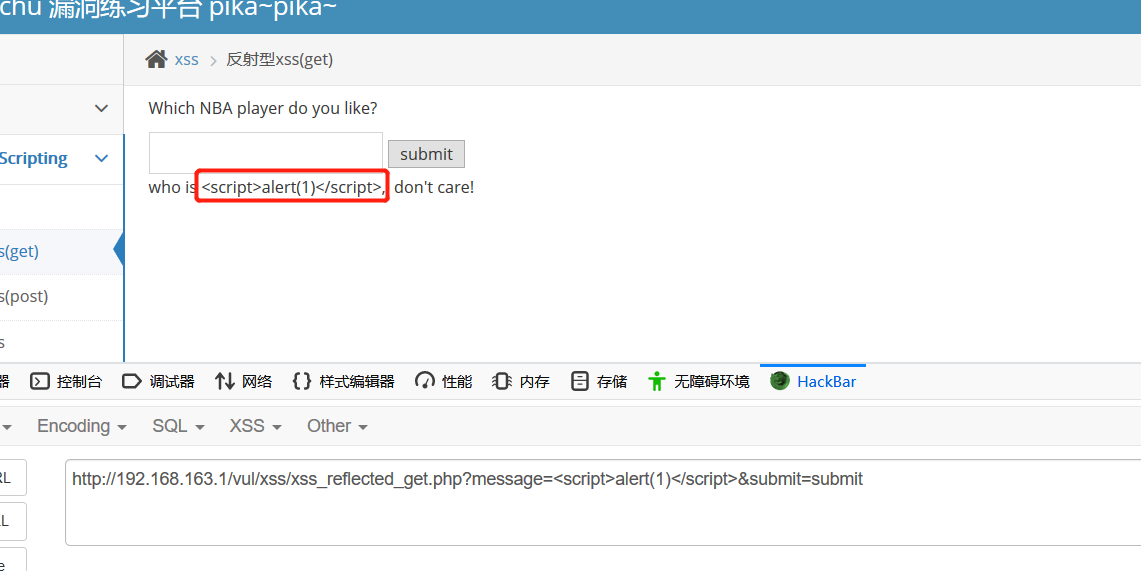 chu 漏洞练习平台 pika~pika~
xss > 反射型xss(get)
Which NBA player do you like?
submit
Scripting
who is <script>alert(1)</script>, don't care!
s(get)
s(post)
s
器 控制台 调试器 网络 {} 样式编辑器 性能 内存 存储 无障碍环境 HackBar
Encoding SQL XSS Other
RL
http://192.168.163.1/vul/xss/xss_reflected_get.php?message=<script>alert(1)</script>&submit=submit
L
e